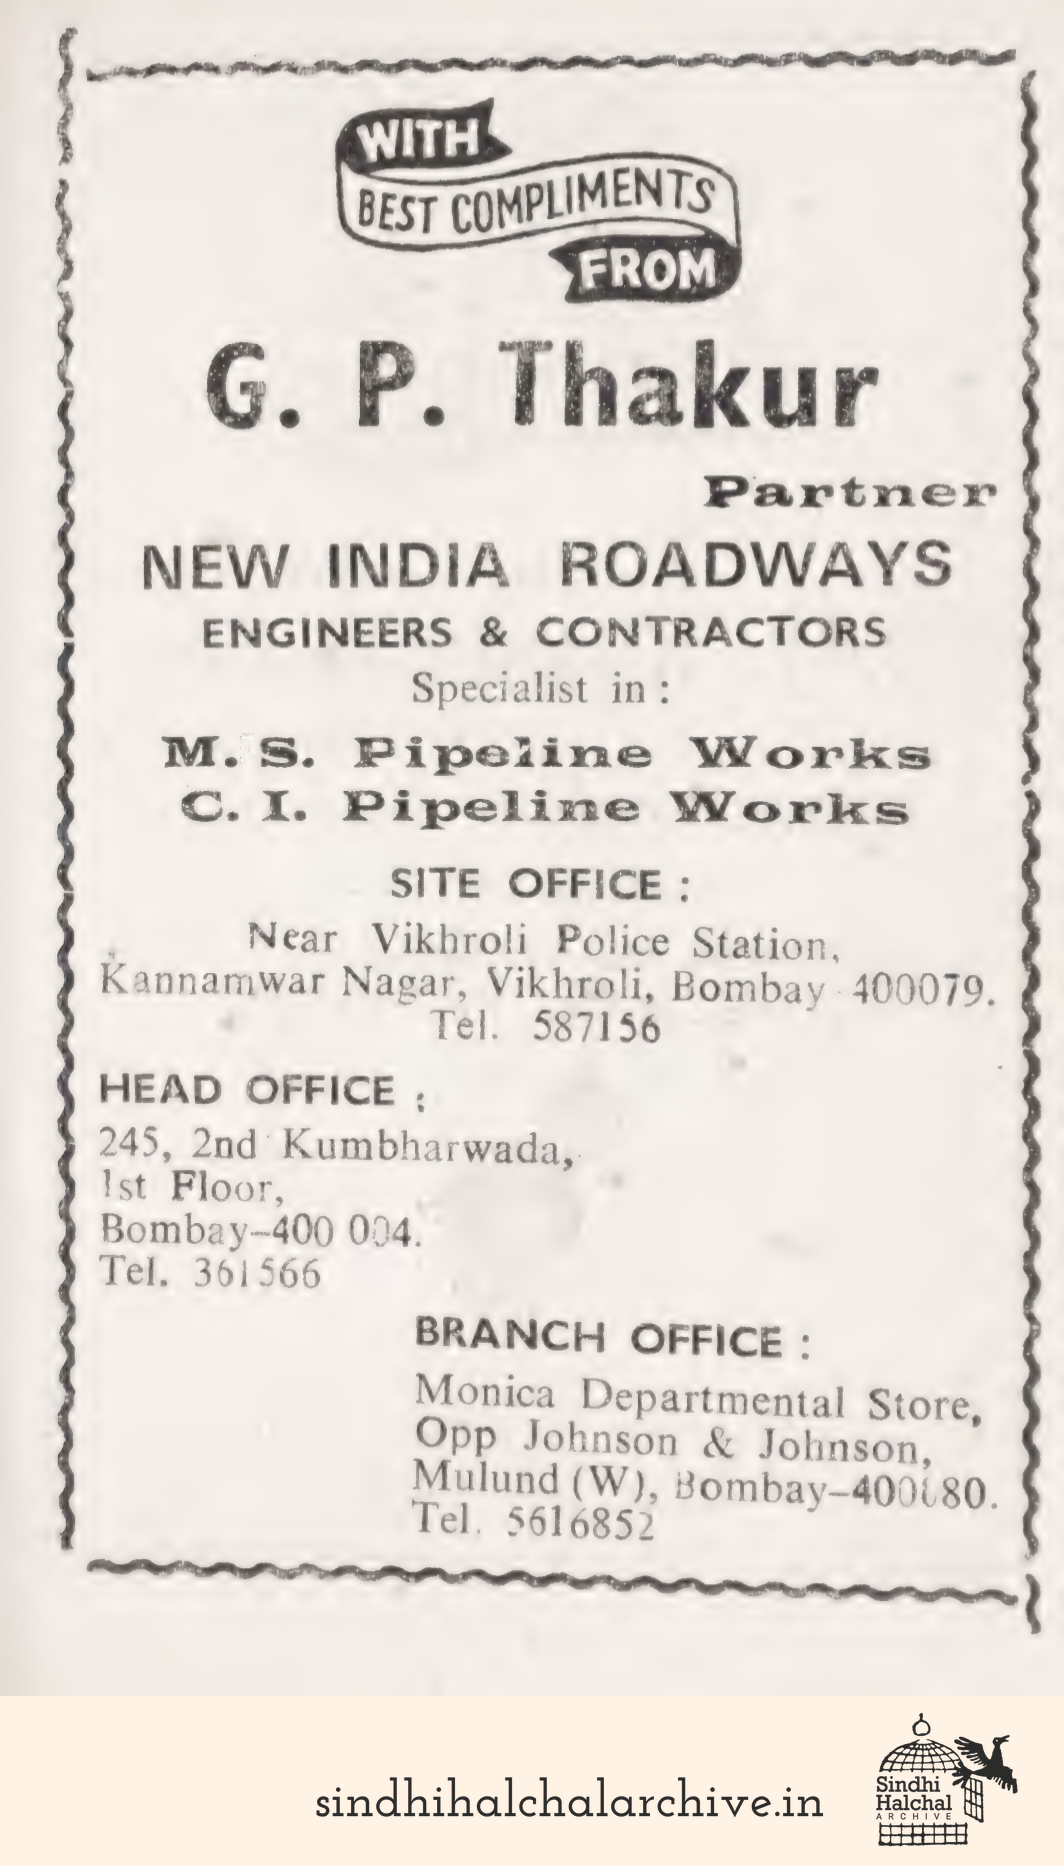 WITH
BEST COMPLIMENTS
FROM
G. P. Thakur
Partner
NEW INDIA ROADWAYS
ENGINEERS & CONTRACTORS
Specialist in :
M. S. Pipeline Works
C. I. Pipeline Works
SITE OFFICE :
Near Vikhroli Police Station,
Kannamwar Nagar, Vikhroli, Bombay 400079.
Tel. 587156
HEAD OFFICE :
245, 2nd Kumbharwada,
1st Floor,
Bombay–400 004.
Tel. 361566
BRANCH OFFICE :
Monica Departmental Store,
Opp Johnson & Johnson,
Mulund (W), Bombay–400080.
Tel. 5616852
sindhihalchalarchive.in
Sindhi
Halchal
ARCHIVE